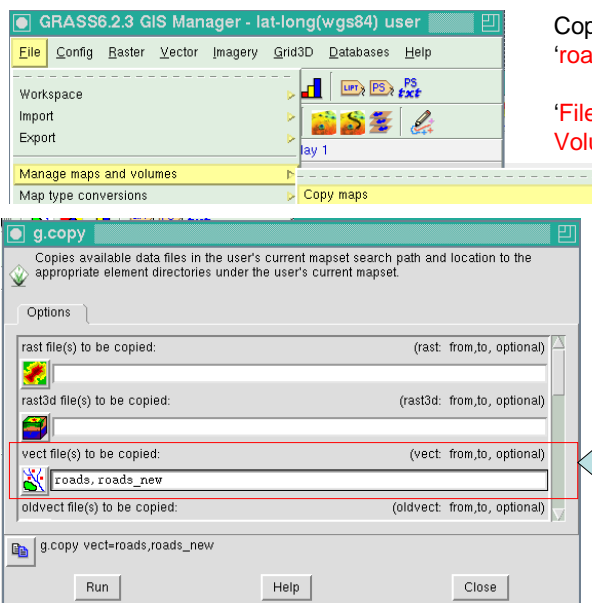 GRASS6.2.3 GIS Manager - lat-long(wgs84) user
File Config Raster Vector Imagery Grid3D Databases Help
Workspace
Import
Export
Manage maps and volumes
Map type conversions
LIFT PS PS txt
lay 1
Copy maps
Cop
'roa
'File
Volu
g.copy
Copies available data files in the user's current mapset search path and location to the
appropriate element directories under the user's current mapset.
Options
rast file(s) to be copied: (rast: from,to, optional)
rast3d file(s) to be copied: (rast3d: from,to, optional)
vect file(s) to be copied: (vect: from,to, optional)
roads,roads_new
oldvect file(s) to be copied: (oldvect: from,to, optional)
g.copy vect=roads,roads_new
Run Help Close